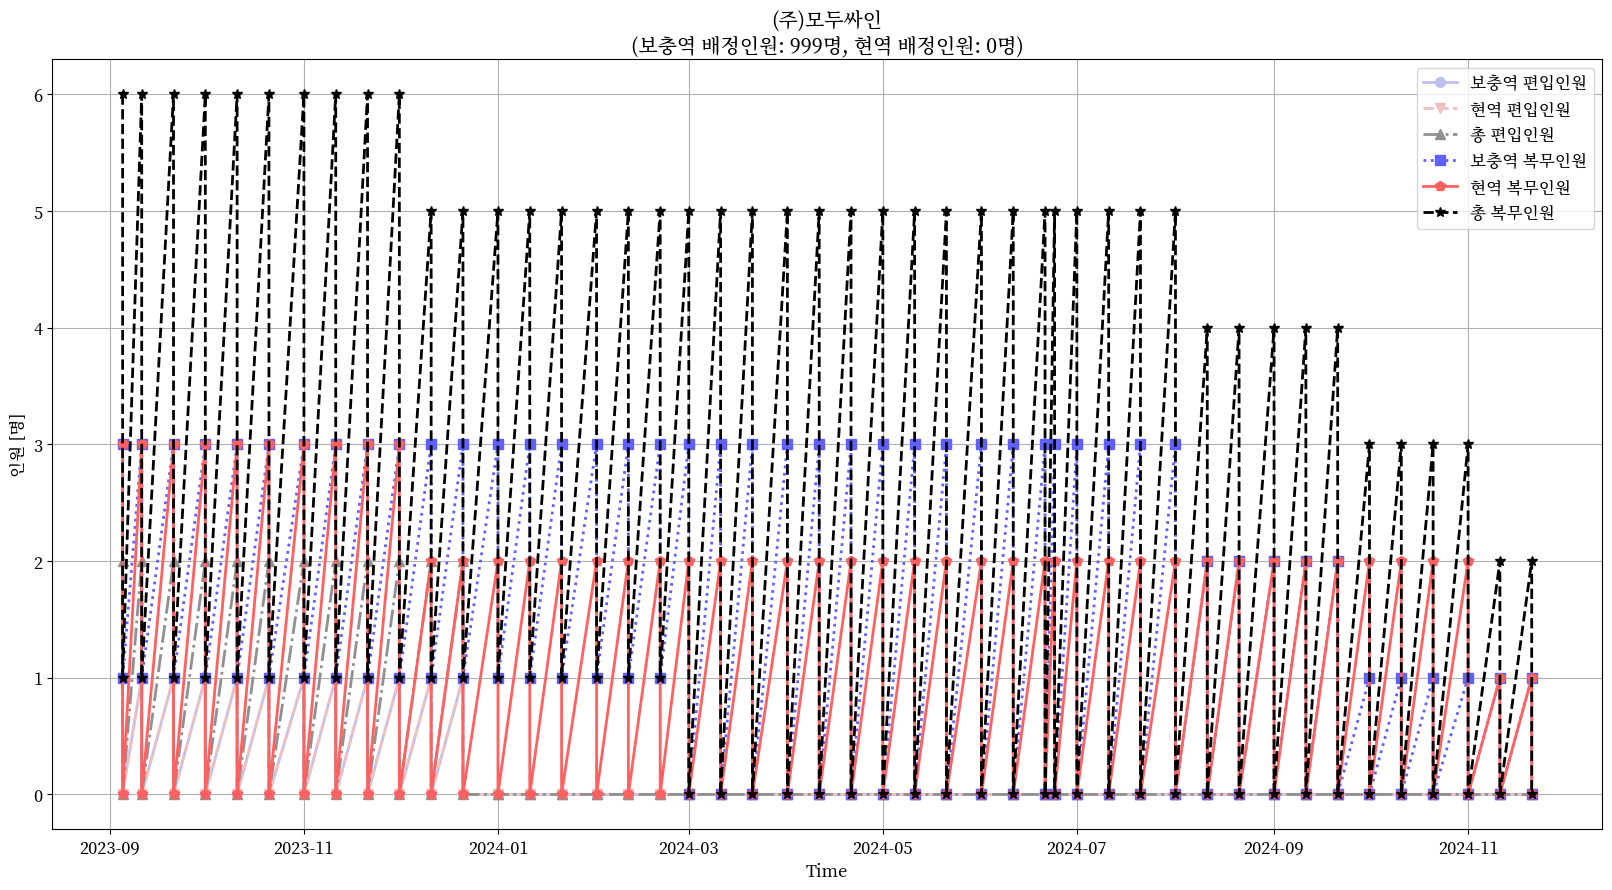 (주)모두싸인
(보충역 배정인원: 999명, 현역 배정인원: 0명)
인원 [명]
6
5
4
3
2
1
0
보충역 편입인원
현역 편입인원
총 편입인원
보충역 복무인원
현역 복무인원
총 복무인원
2023-09
2023-11
2024-01
2024-03
2024-05
2024-07
2024-09
2024-11
Time